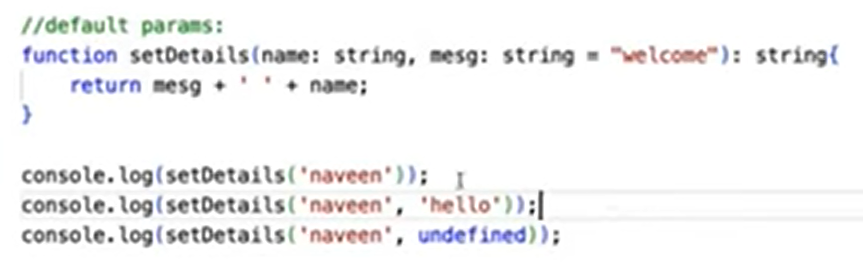 //default params:
function setDetails(name: string, mesg: string = "welcome"): string{
    return mesg + ' ' + name;
}
console.log(setDetails('naveen'));
console.log(setDetails('naveen', 'hello'));
console.log(setDetails('naveen', undefined));